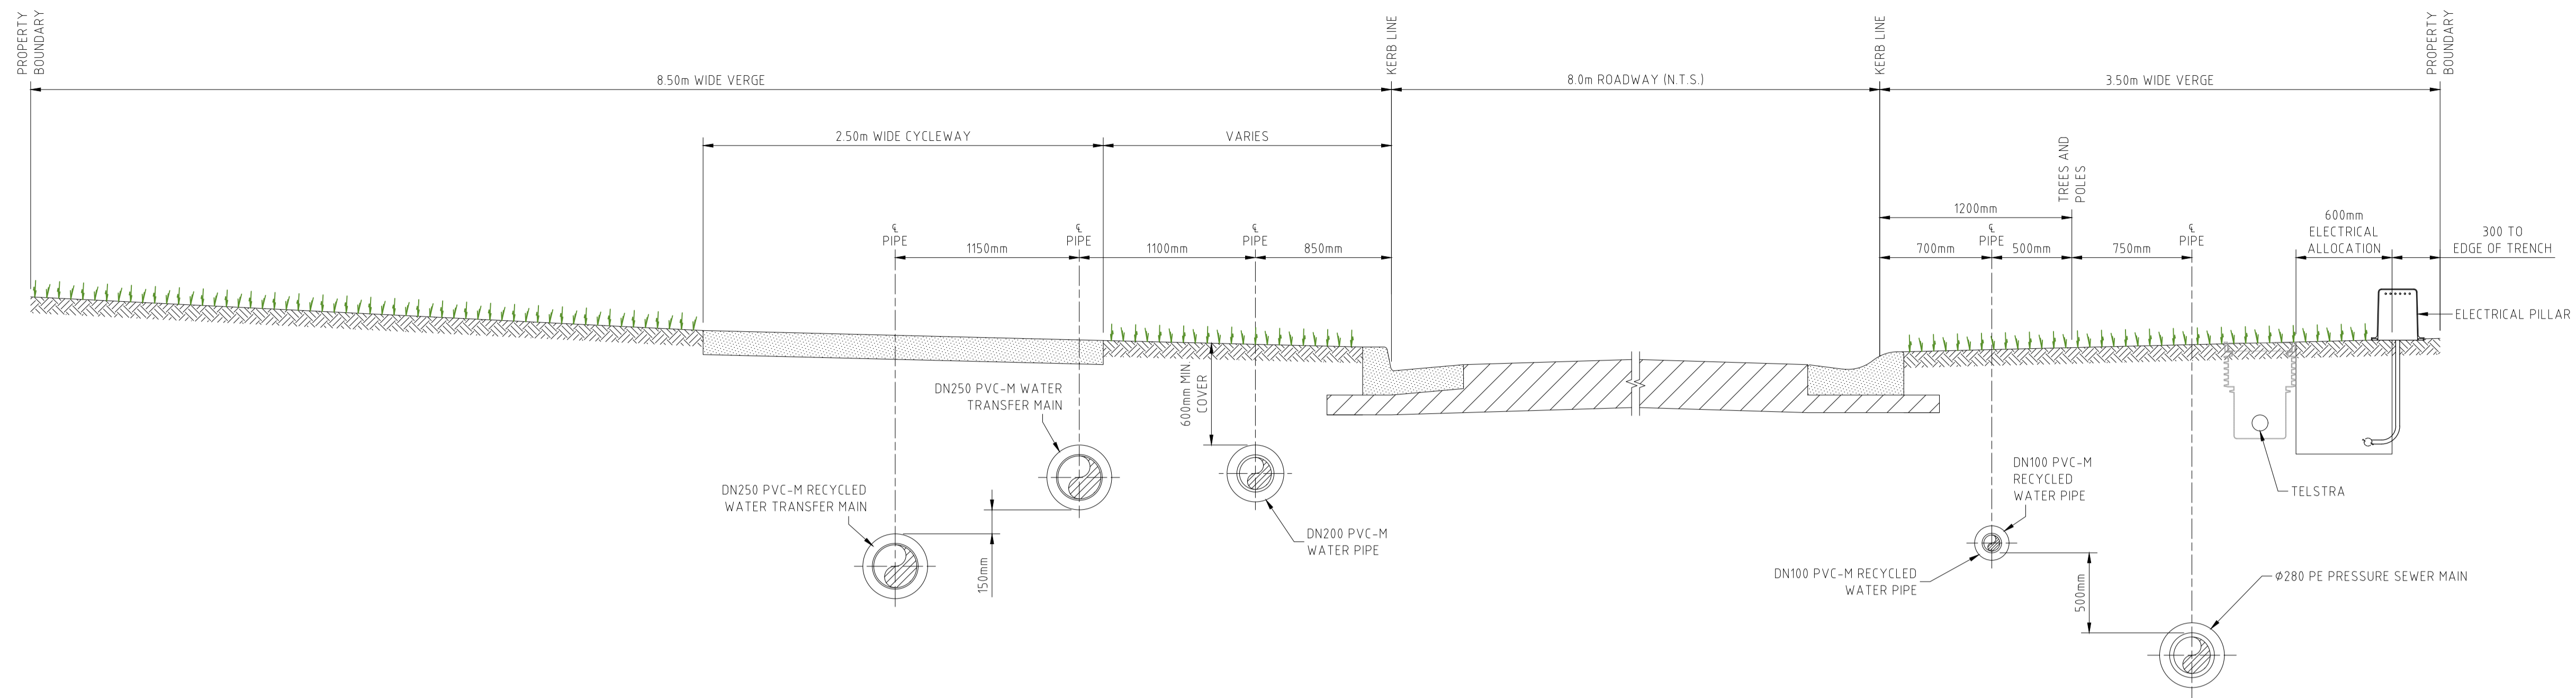 PROPERTY
BOUNDARY
KERB LINE
KERB LINE
PROPERTY
BOUNDARY
8.50m WIDE VERGE
8.0m ROADWAY (N.T.S.)
3.50m WIDE VERGE
2.50m WIDE CYCLEWAY
VARIES
TREES AND
POLES
1200mm
600mm
ELECTRICAL
ALLOCATION
300 TO
EDGE OF TRENCH
℄
PIPE
1150mm
℄
PIPE
1100mm
℄
PIPE
850mm
700mm
℄
PIPE
500mm
750mm
℄
PIPE
ELECTRICAL PILLAR
600mm MIN.
COVER
DN250 PVC-M WATER
TRANSFER MAIN
DN250 PVC-M RECYCLED
WATER TRANSFER MAIN
150mm
DN200 PVC-M
WATER PIPE
DN100 PVC-M
RECYCLED
WATER PIPE
TELSTRA
DN100 PVC-M RECYCLED
WATER PIPE
500mm
Ø280 PE PRESSURE SEWER MAIN